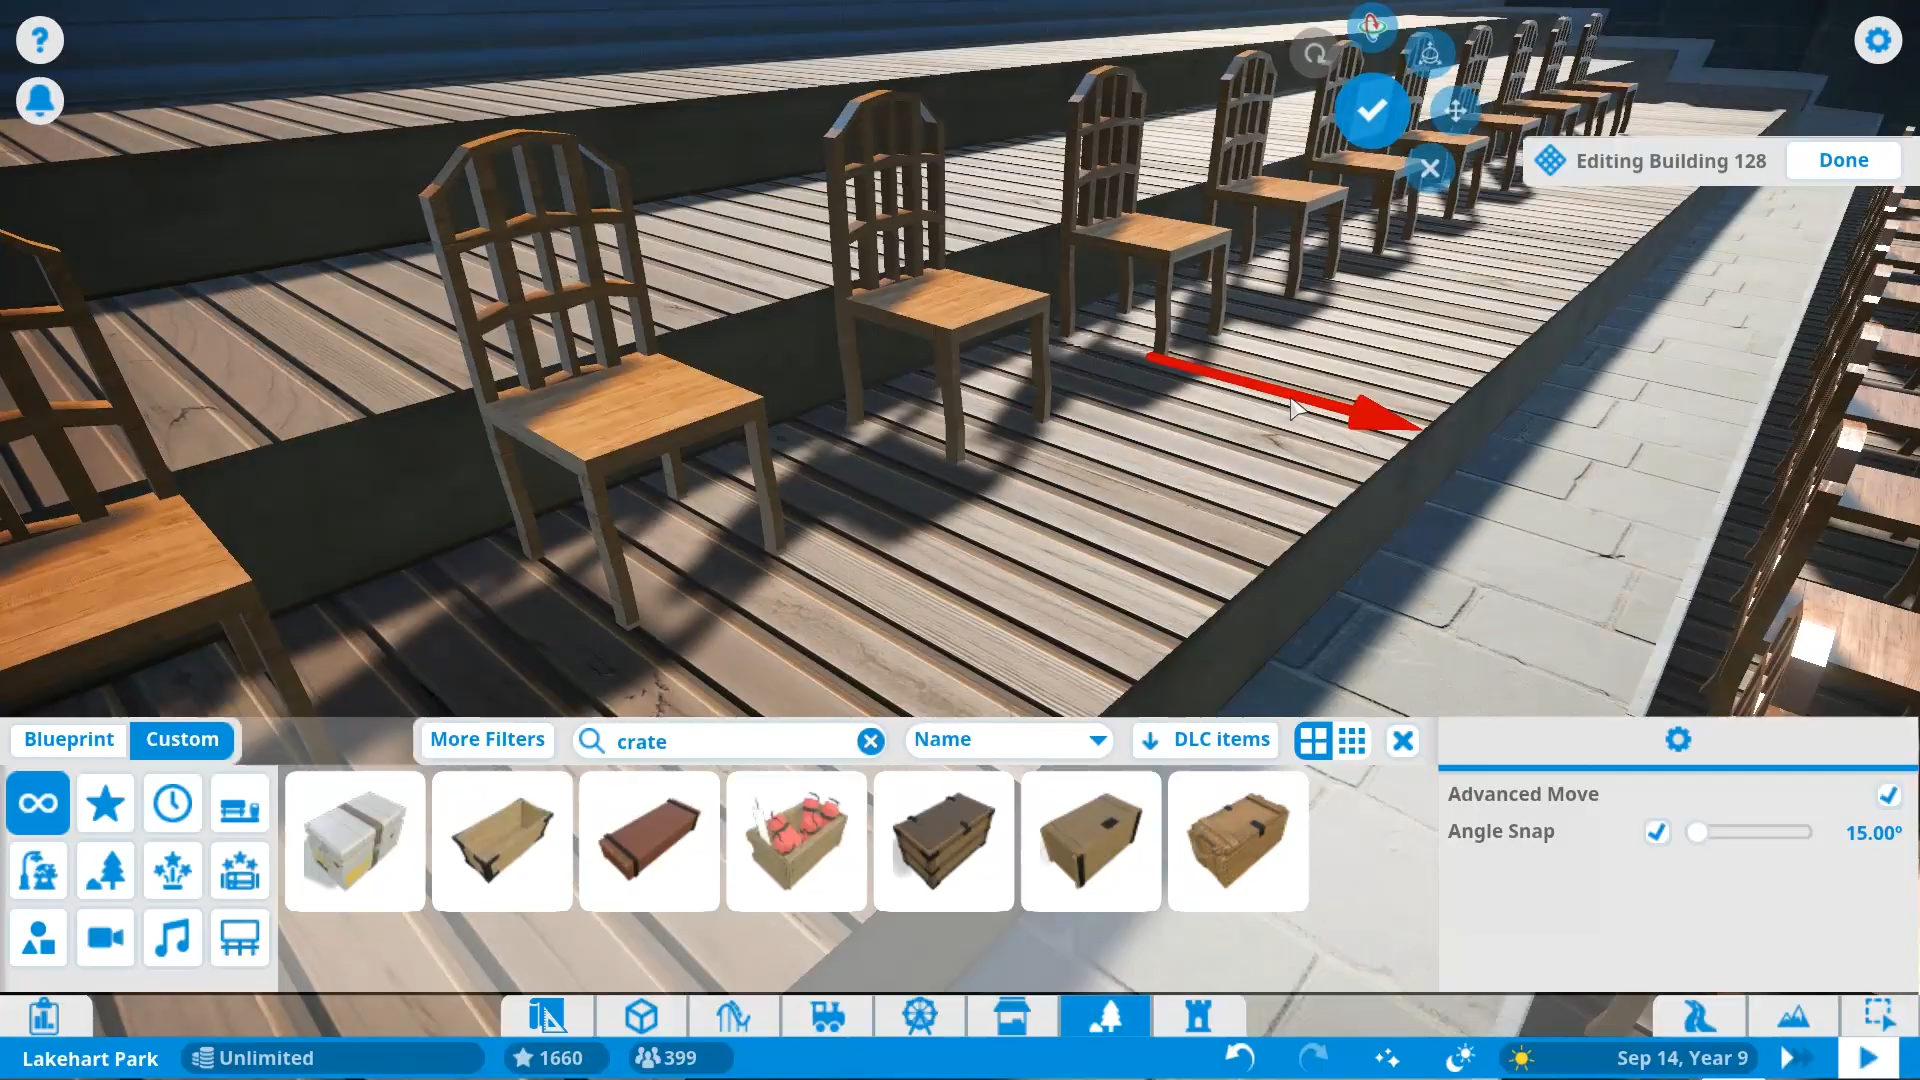 ?
Editing Building 128
Done
Blueprint
Custom
More Filters
crate
Name
DLC items
Advanced Move
Angle Snap
15.00°
Lakehart Park
Unlimited
1660
399
Sep 14, Year 9